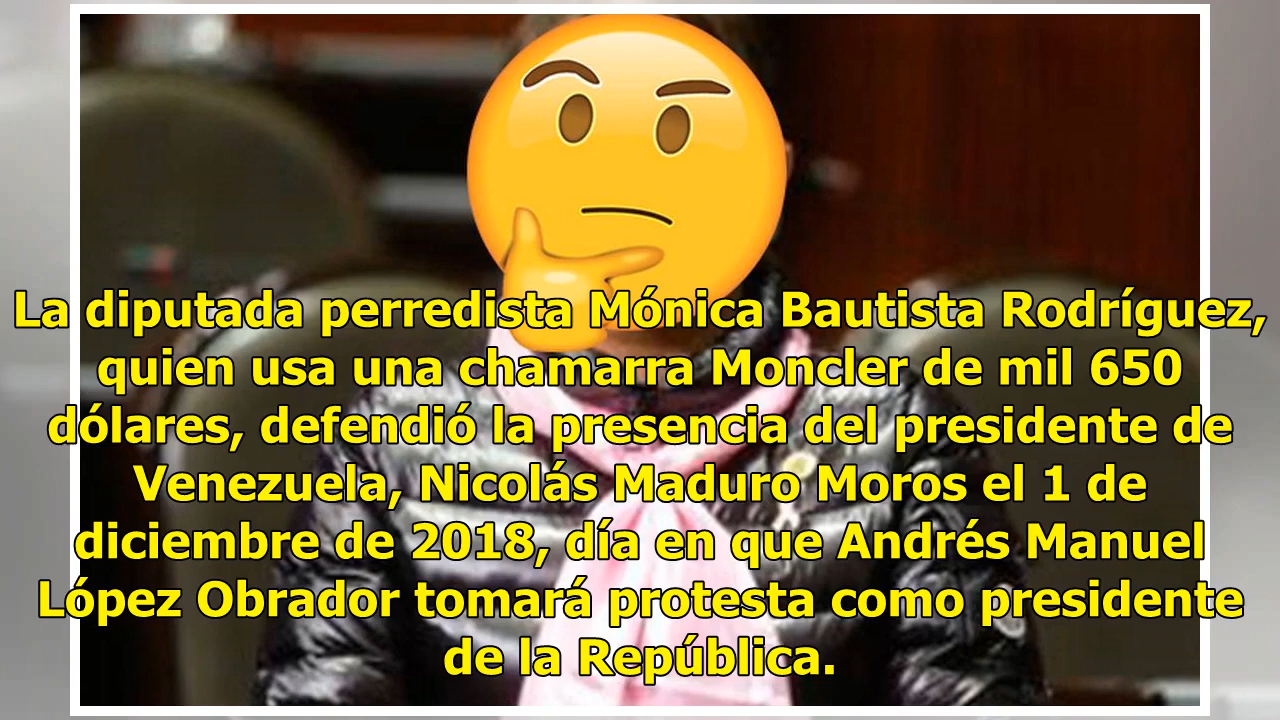 La diputada perredista Mónica Bautista Rodríguez,
quien usa una chamarra Moncler de mil 650
dólares, defendió la presencia del presidente de
Venezuela, Nicolás Maduro Moros el 1 de
diciembre de 2018, día en que Andrés Manuel
López Obrador tomará protesta como presidente
de la República.